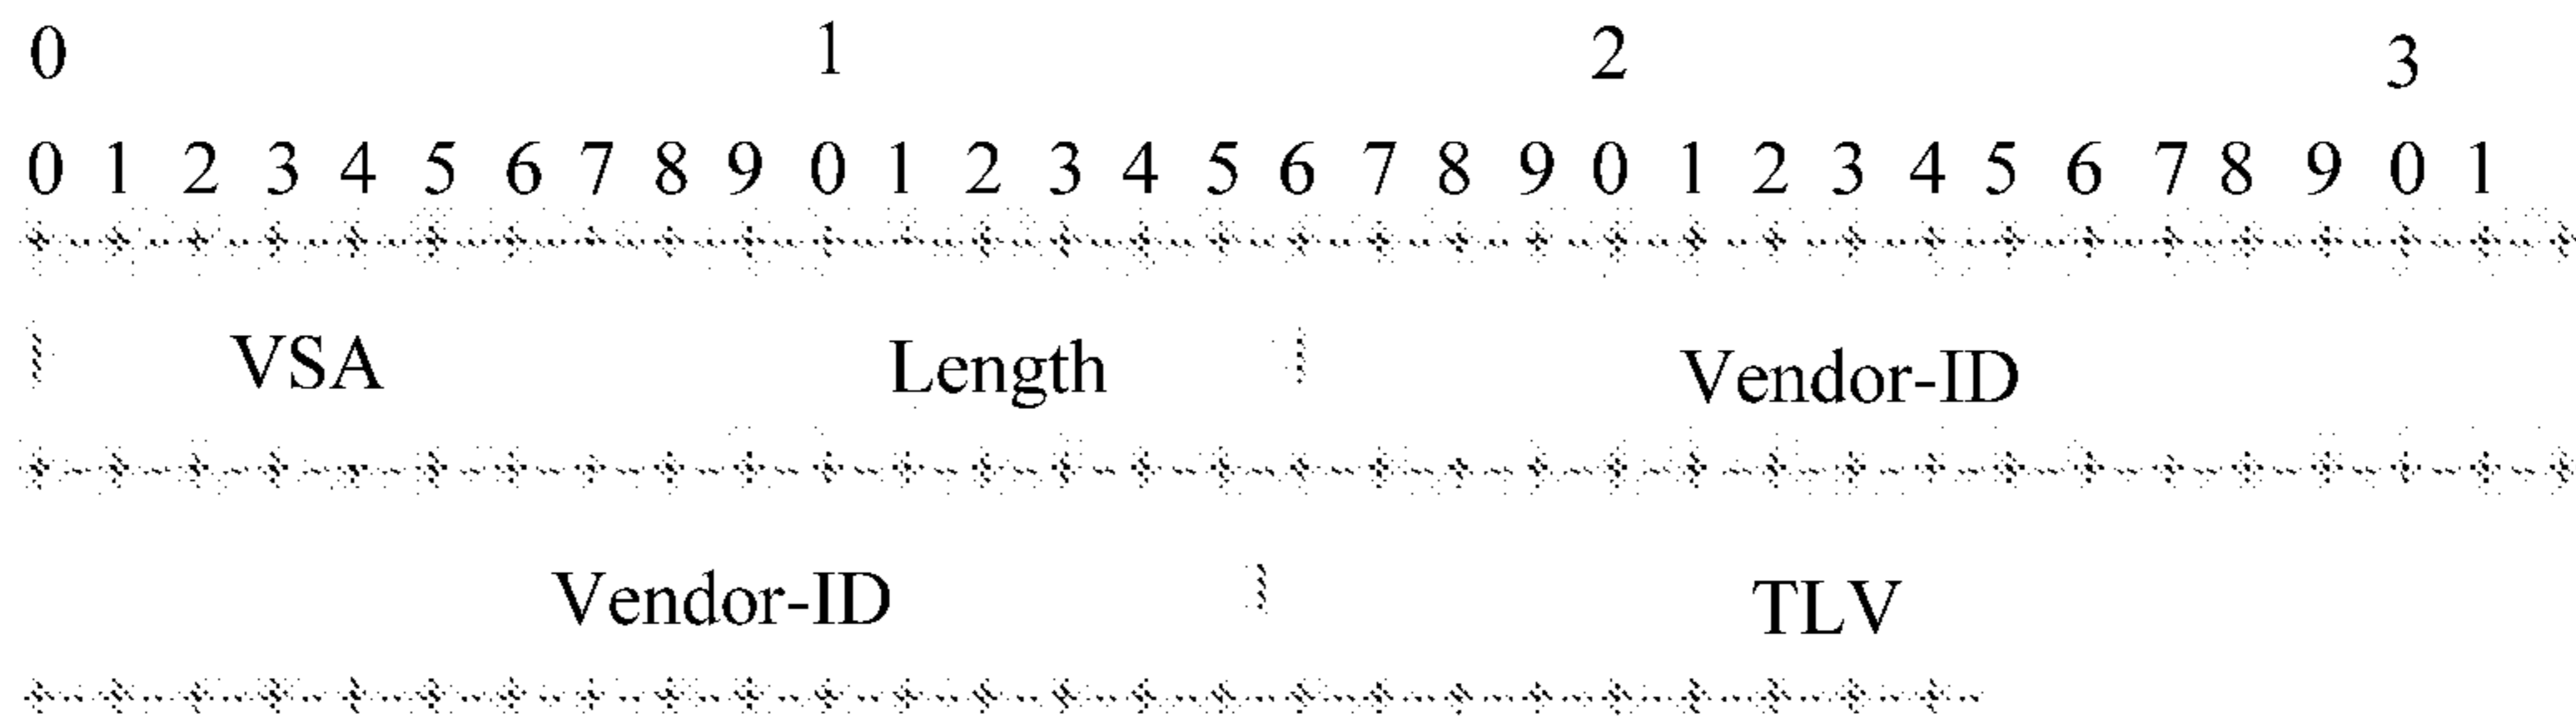 0 1 2 3
0 1 2 3 4 5 6 7 8 9 0 1 2 3 4 5 6 7 8 9 0 1 2 3 4 5 6 7 8 9 0 1
VSA Length Vendor-ID
Vendor-ID TLV